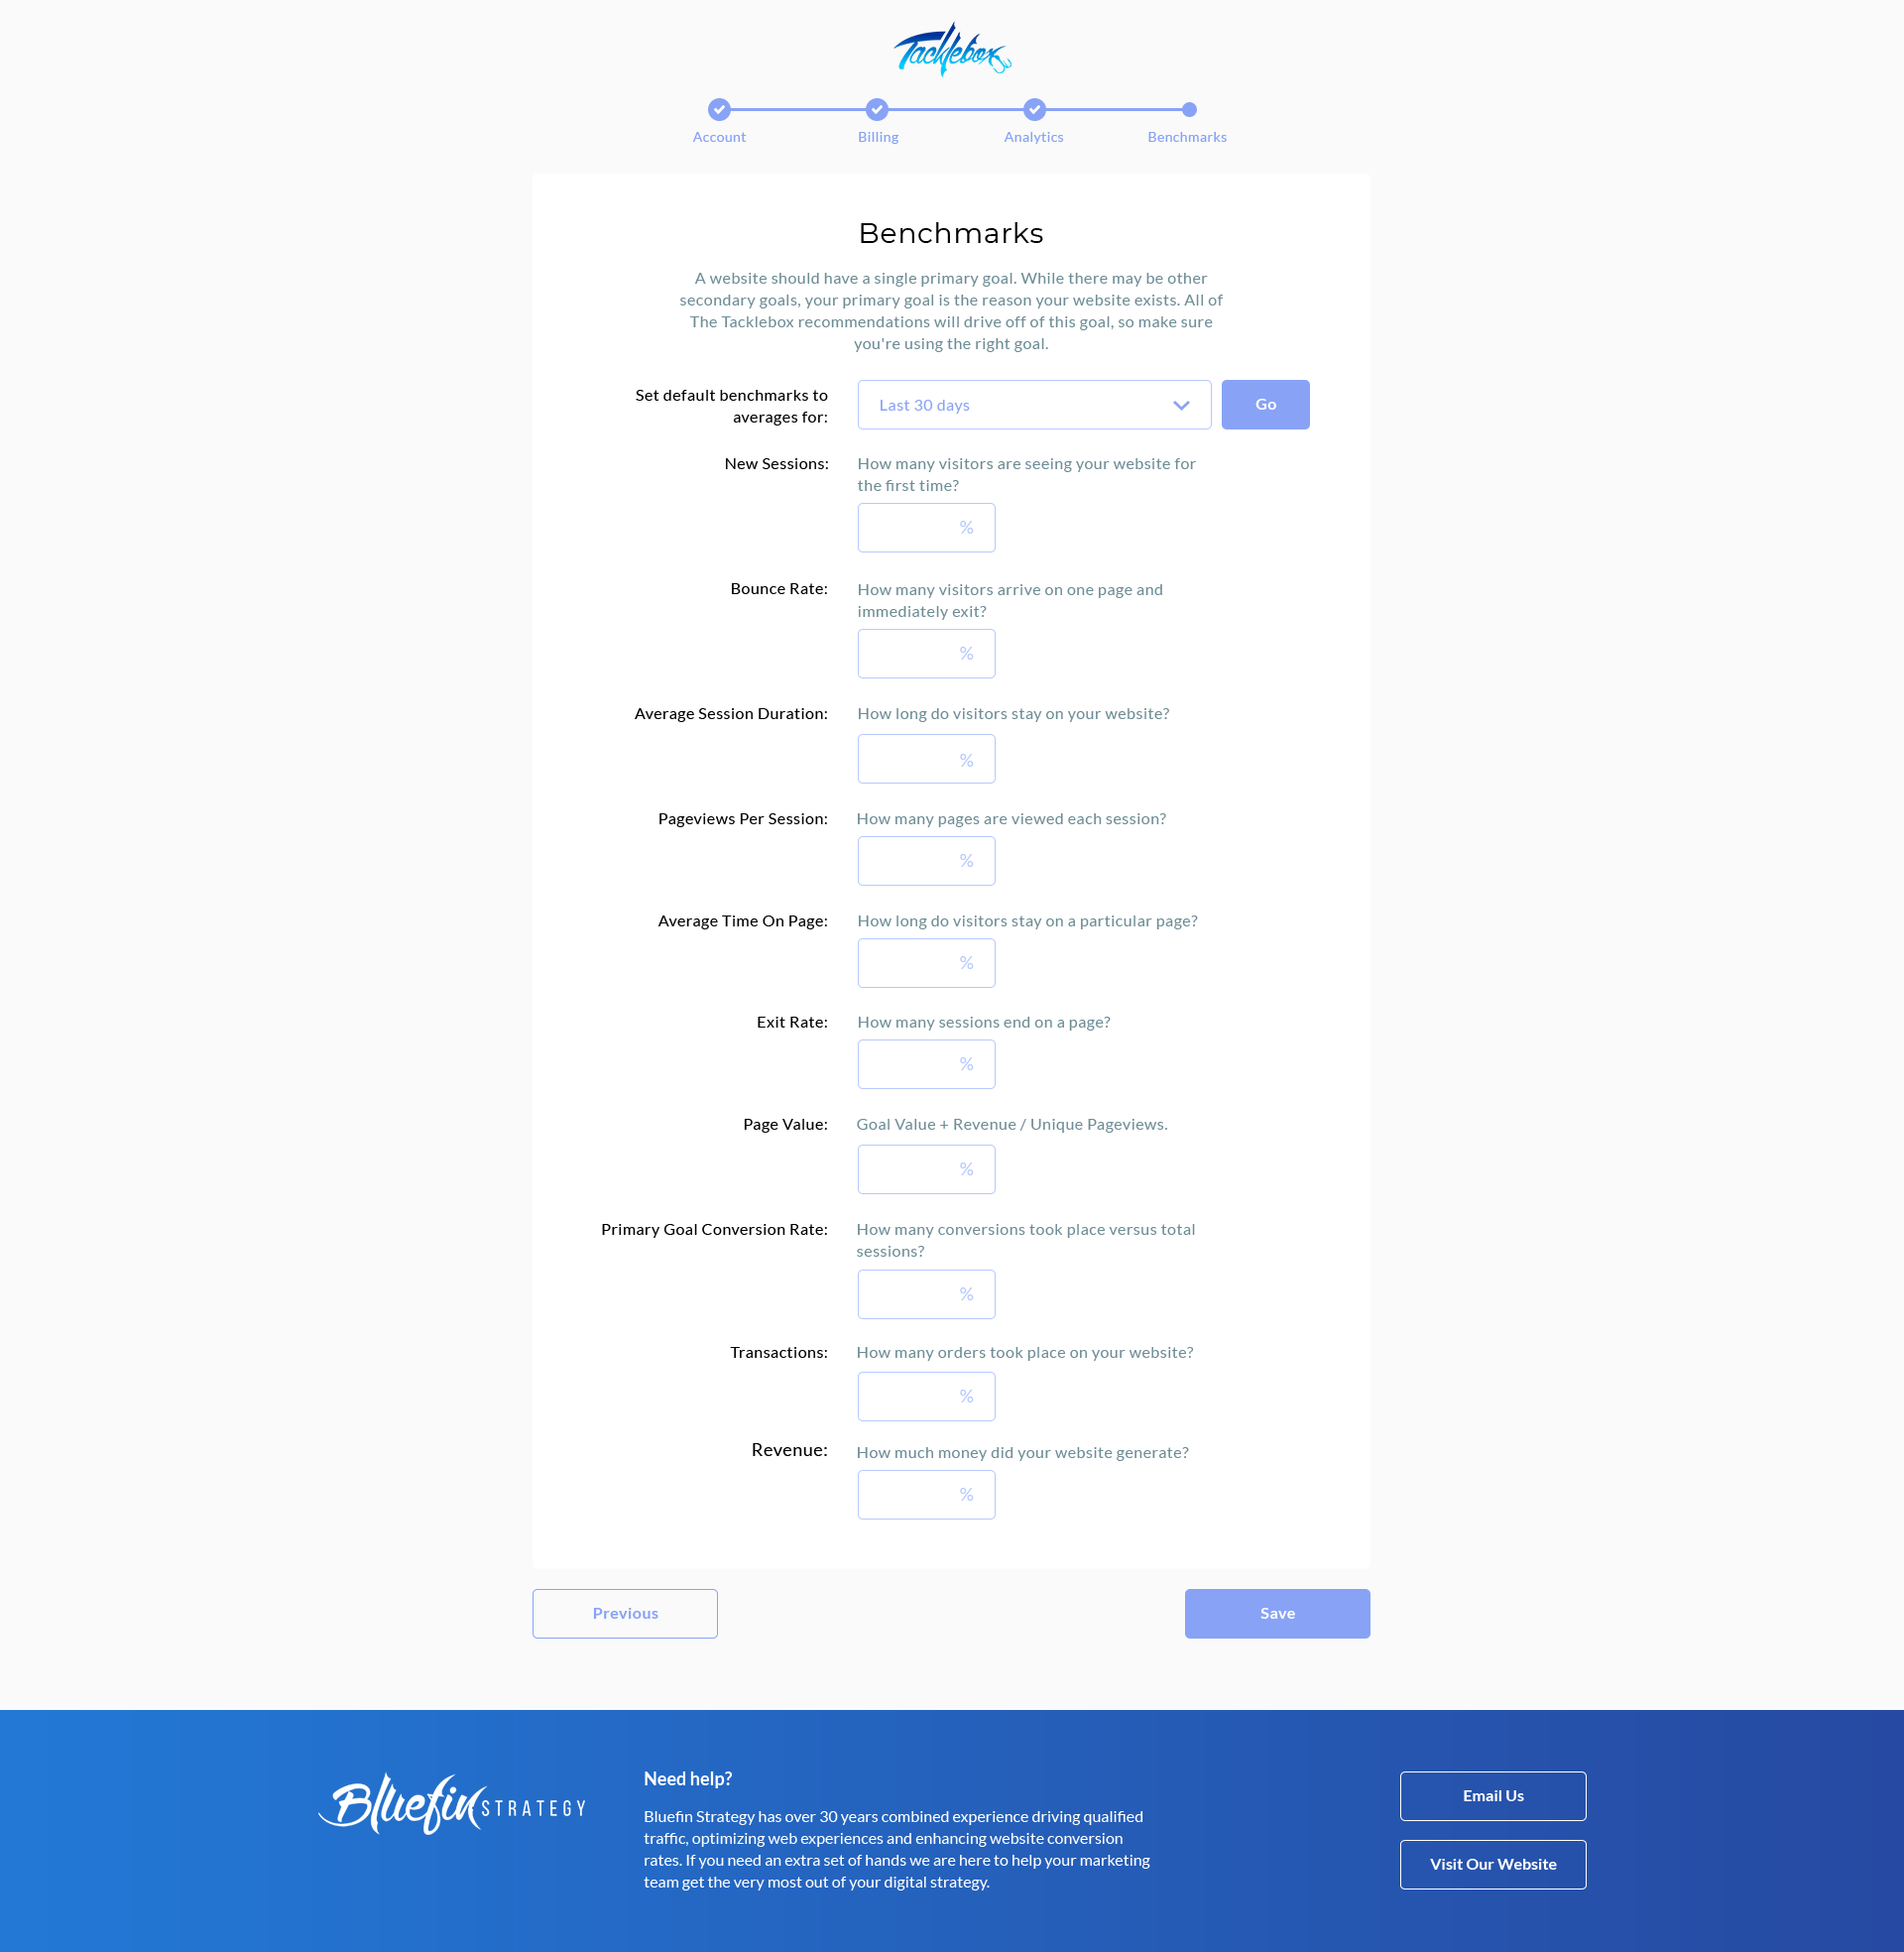 Tacklebox
Account
Billing
Analytics
Benchmarks
Benchmarks
A website should have a single primary goal. While there may be other
secondary goals, your primary goal is the reason your website exists. All of
The Tacklebox recommendations will drive off of this goal, so make sure
you're using the right goal.
Set default benchmarks to
averages for:
Last 30 days
Go
New Sessions:
How many visitors are seeing your website for
the first time?
%
Bounce Rate:
How many visitors arrive on one page and
immediately exit?
%
Average Session Duration:
How long do visitors stay on your website?
%
Pageviews Per Session:
How many pages are viewed each session?
%
Average Time On Page:
How long do visitors stay on a particular page?
%
Exit Rate:
How many sessions end on a page?
%
Page Value:
Goal Value + Revenue / Unique Pageviews.
%
Primary Goal Conversion Rate:
How many conversions took place versus total
sessions?
%
Transactions:
How many orders took place on your website?
%
Revenue:
How much money did your website generate?
%
Previous
Save
Bluefin STRATEGY
Need help?
Bluefin Strategy has over 30 years combined experience driving qualified
traffic, optimizing web experiences and enhancing website conversion
rates. If you need an extra set of hands we are here to help your marketing
team get the very most out of your digital strategy.
Email Us
Visit Our Website